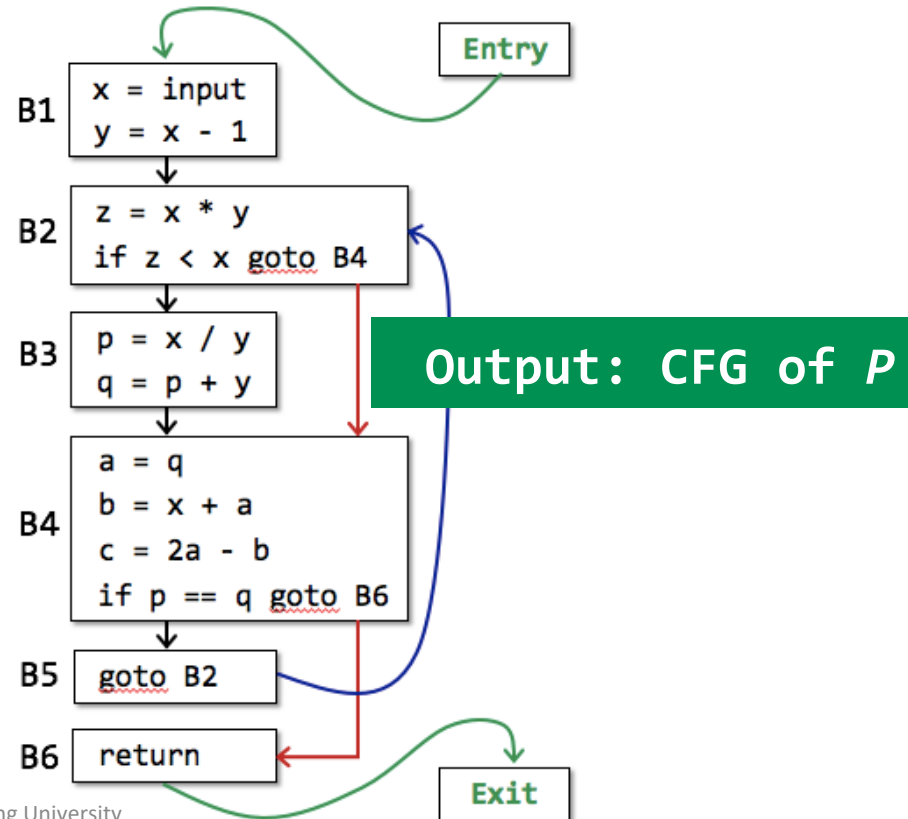 Entry
B1
x = input
y = x - 1
B2
z = x * y
if z < x goto B4
B3
p = x / y
q = p + y
Output: CFG of P
B4
a = q
b = x + a
c = 2a - b
if p == q goto B6
B5
goto B2
B6
return
Exit
University